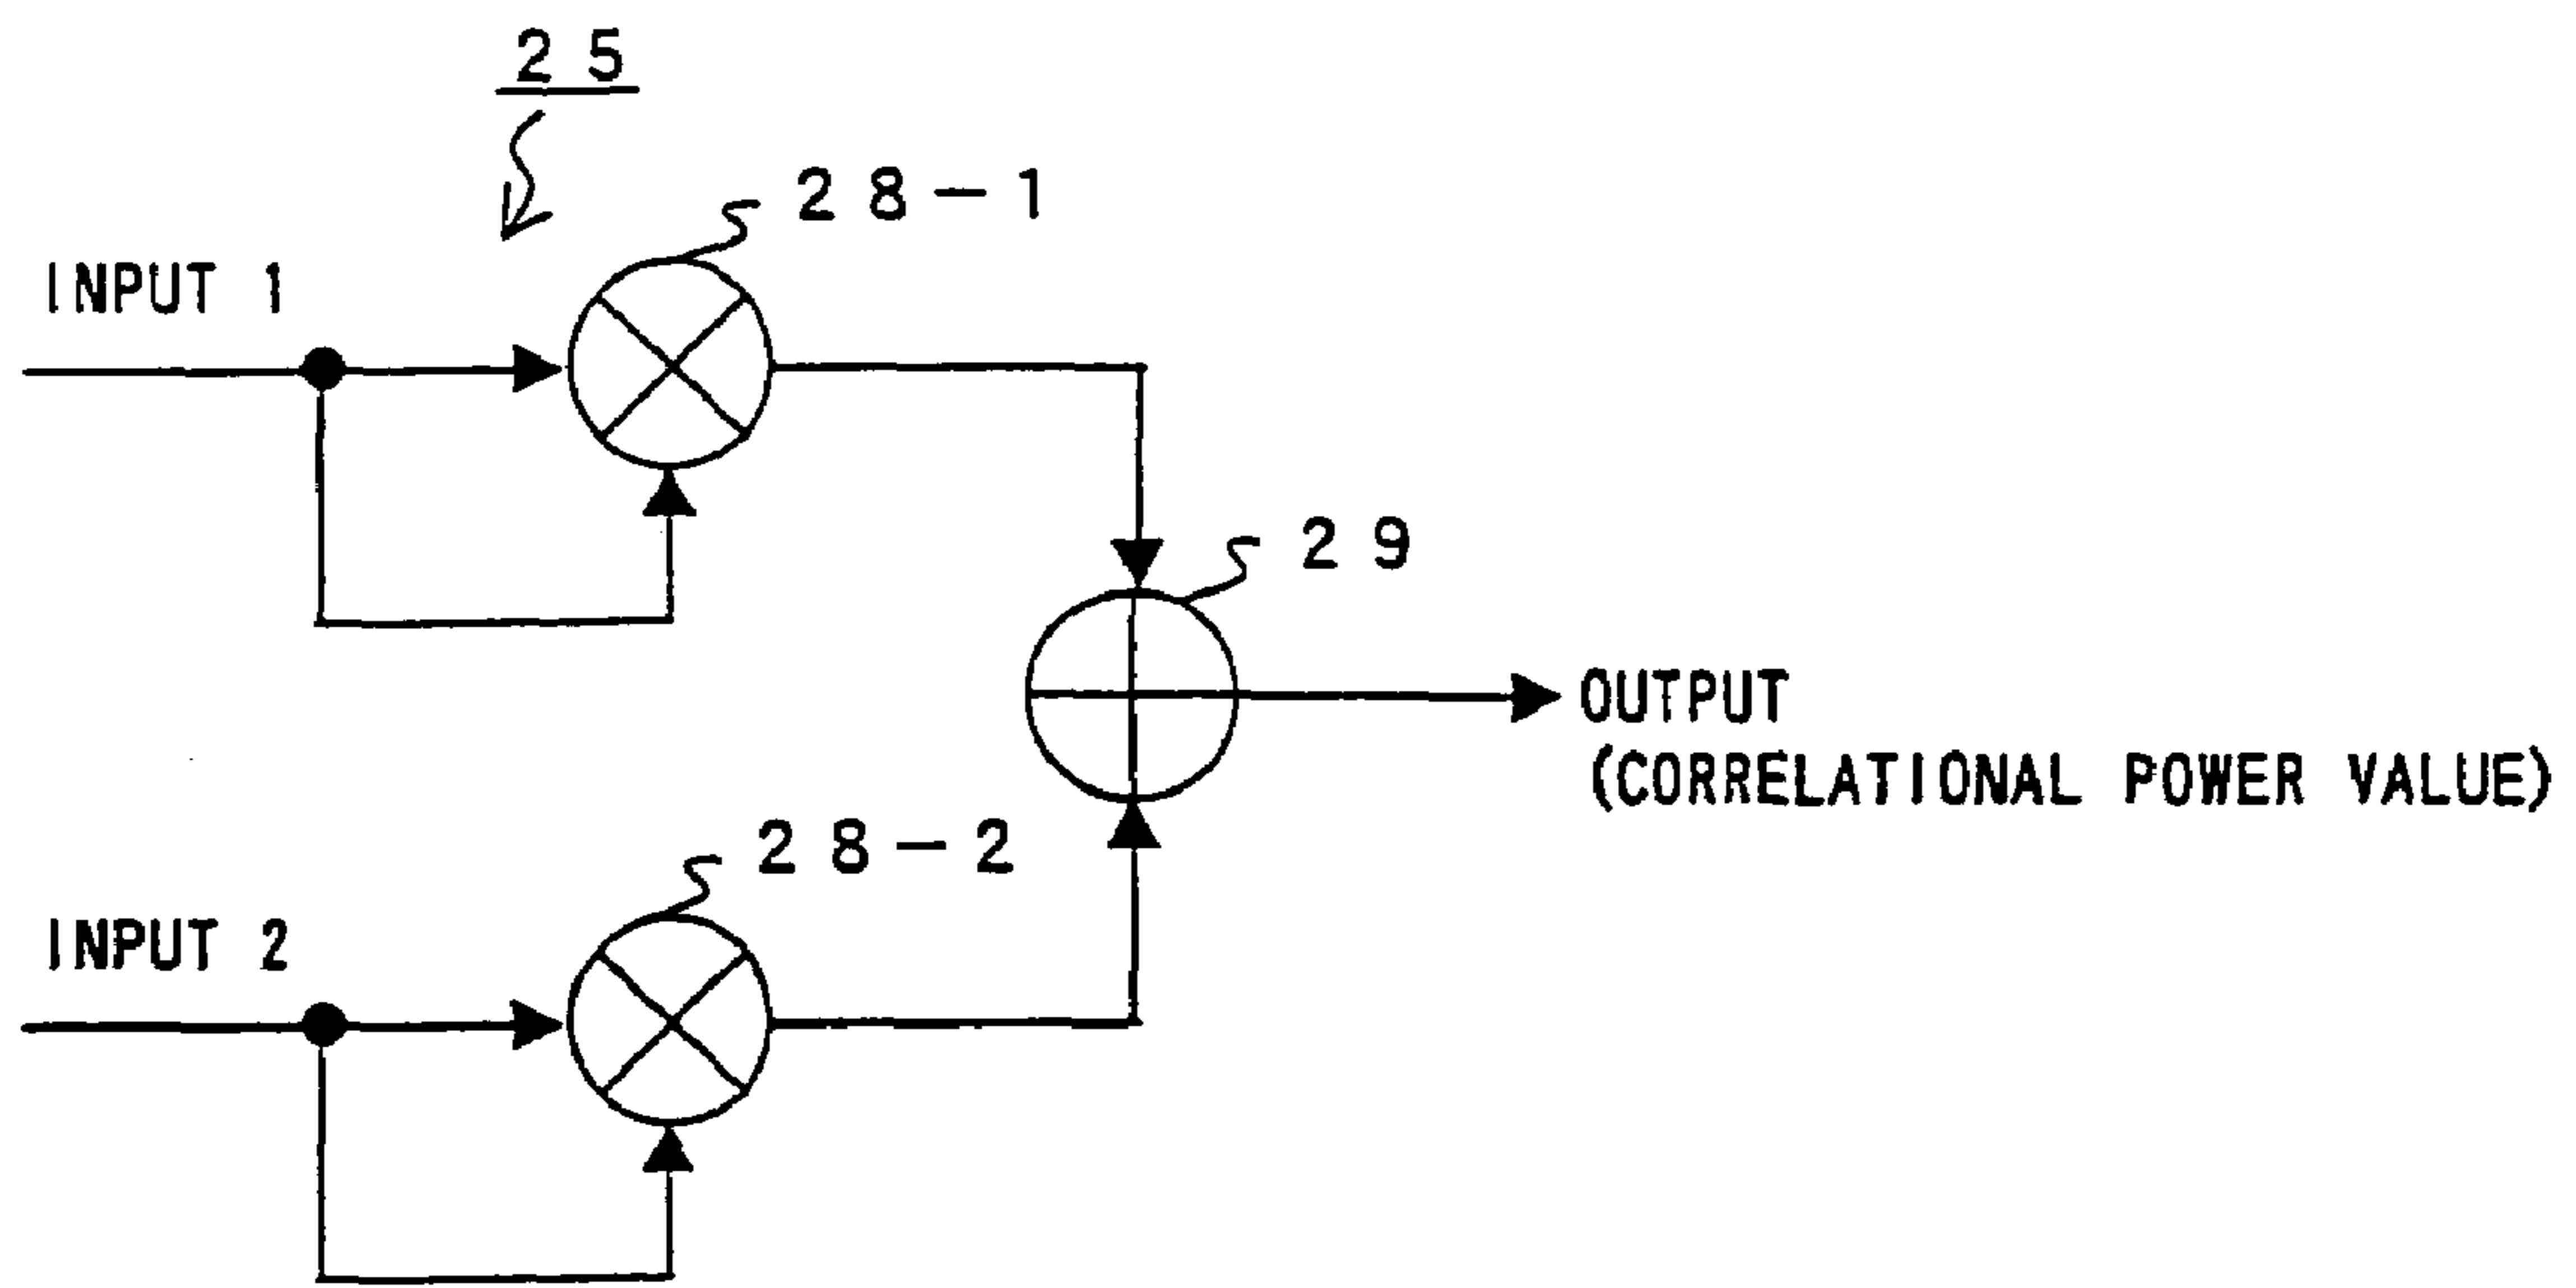 25
28-1
INPUT 1
29
OUTPUT
(CORRELATIONAL POWER VALUE)
28-2
INPUT 2